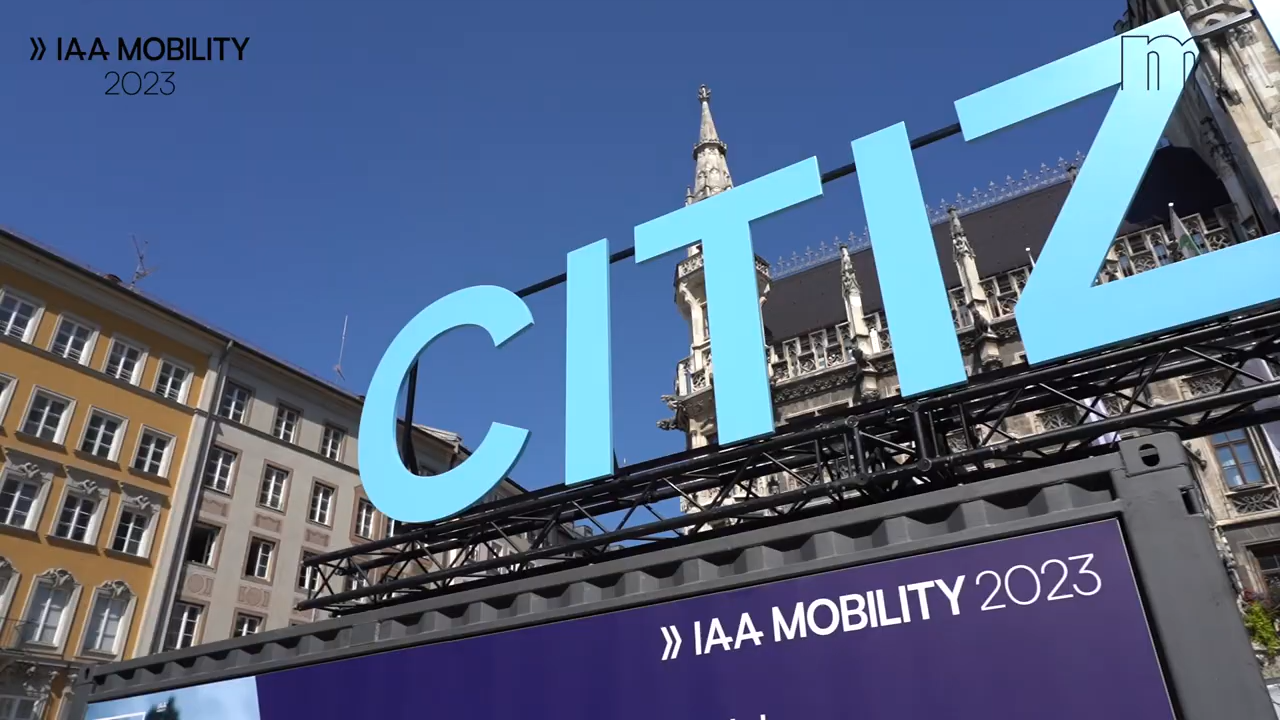 » IAA MOBILITY
2023
m
CITIZ
» IAA MOBILITY 2023